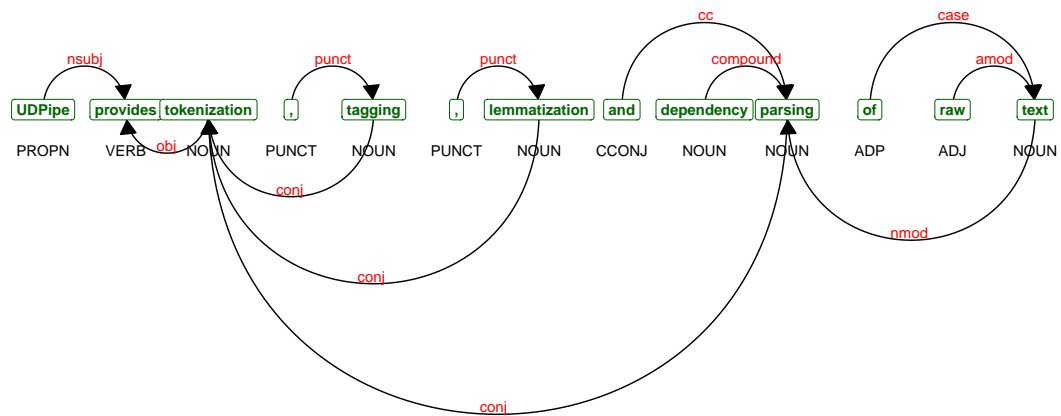 cc case
nsubj punct punct compound amod
UDPipe provides tokenization , tagging , lemmatization and dependency parsing of raw text
obj
PROPN VERB NOUN PUNCT NOUN PUNCT NOUN CCONJ NOUN NOUN ADP ADJ NOUN
conj
nmod
conj
conj